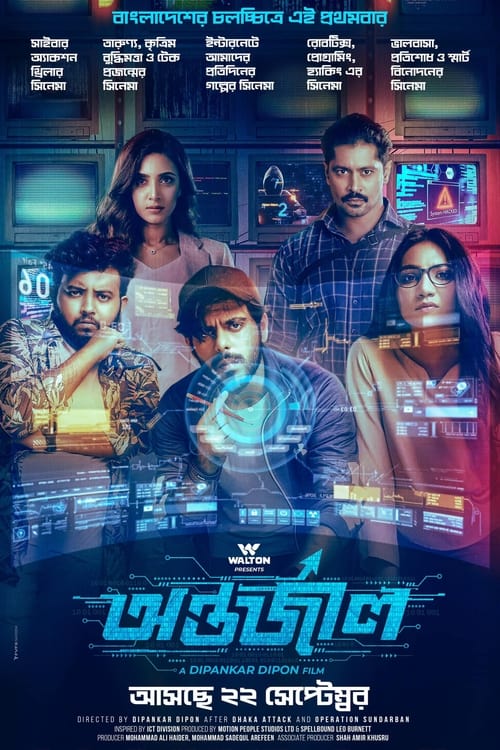 বাংলাদেশের চলচ্চিত্রে এই প্রথমবার
সাইবার
অ্যাকশন
থ্রিলার
সিনেমা
তারুণ্য, কৃত্রিম
বুদ্ধিমত্তা ও টেক
প্রজন্মের
সিনেমা
ইন্টারনেটে
আমাদের
প্রতিদিনের
গল্পের সিনেমা
রোবটিক্স,
প্রোগ্রামিং,
হ্যাকিং এর
সিনেমা
ভালবাসা,
প্রতিশোধ ও স্মার্ট
বিনোদনের
সিনেমা
System HACKED
WALTON
PRESENTS
অন্তর্জাল
A DIPANKAR DIPON FILM
আসছে ২২ সেপ্টেম্বর
DIRECTED BY DIPANKAR DIPON AFTER DHAKA ATTACK AND OPERATION SUNDARBAN
INSPIRED BY ICT DIVISION PRODUCED BY MOTION PEOPLE STUDIOS LTD & SPELLBOUND LEO BURNETT
PRODUCER MOHAMMAD ALI HAIDER, MOHAMMAD SADEQUL AREFEEN ASSOCIATE PRODUCER SHAH AMIR KHUSRU